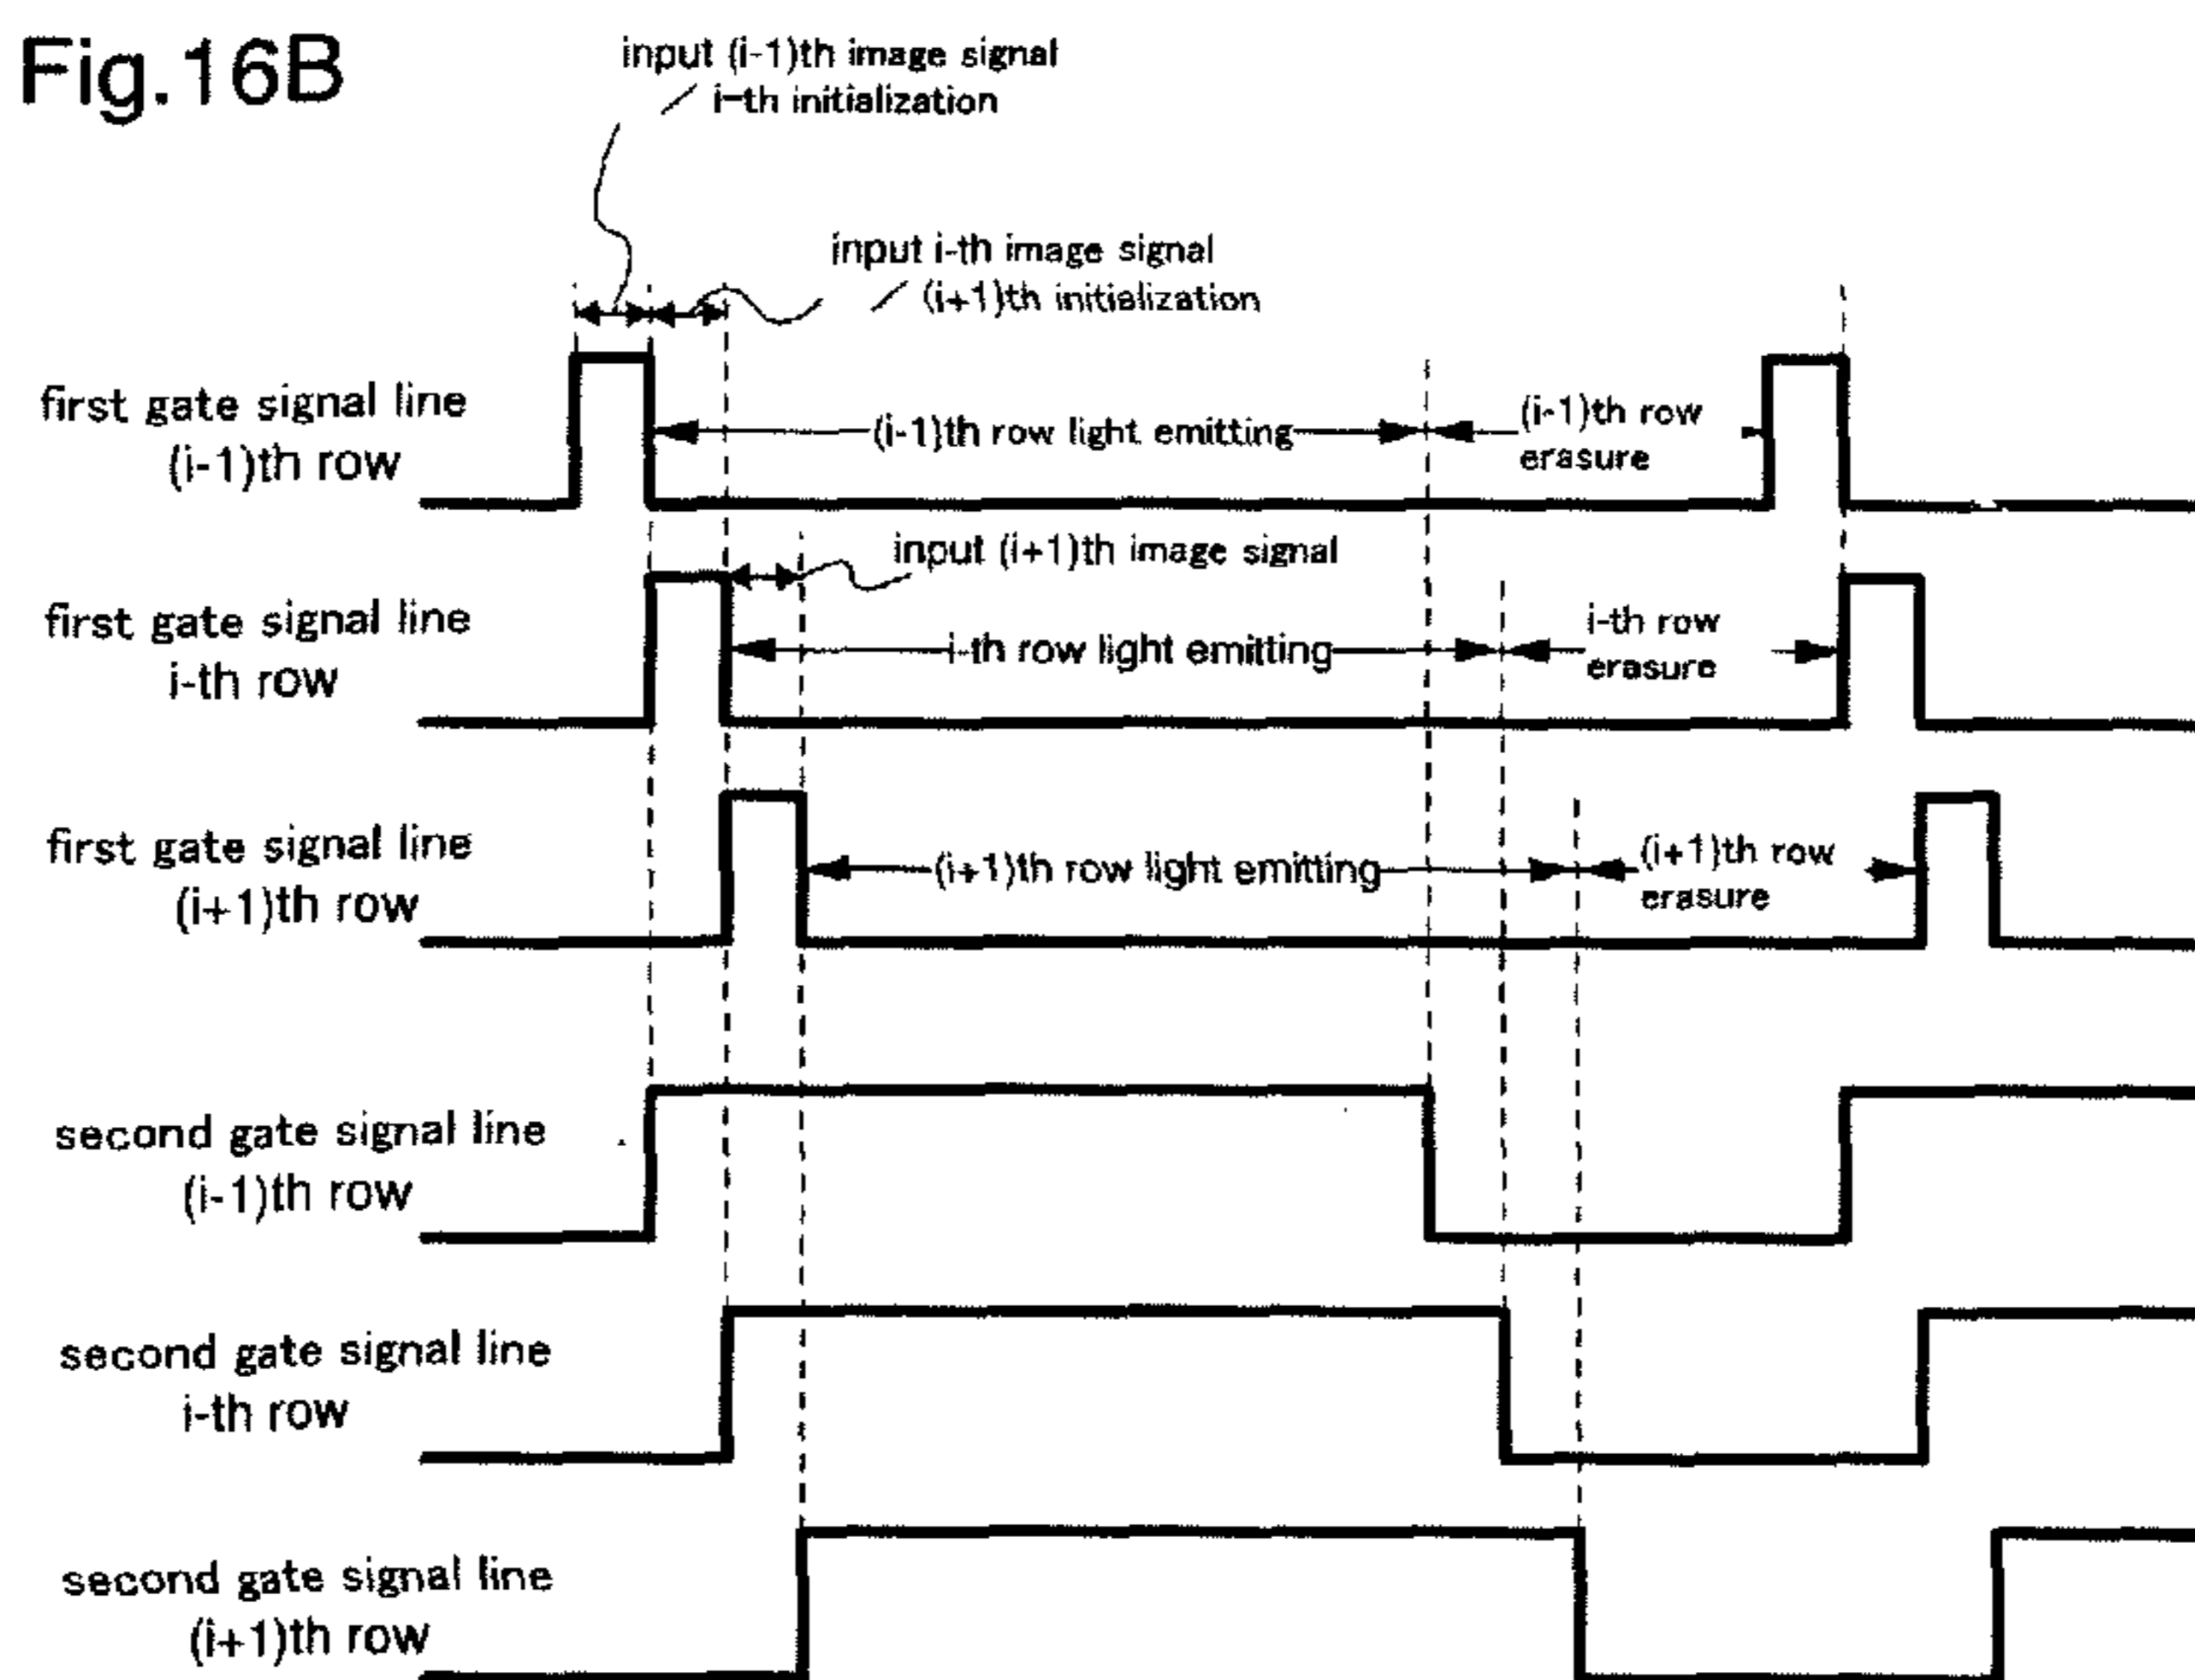 Fig.16B
input (i-1)th image signal
/ i-th initialization
input i-th image signal
/ (i+1)th initialization
first gate signal line
(i-1)th row
(i-1)th row light emitting
(i-1)th row
erasure
input (i+1)th image signal
first gate signal line
i-th row
i-th row light emitting
i-th row
erasure
first gate signal line
(i+1)th row
(i+1)th row light emitting
(i+1)th row
erasure
second gate signal line
(i-1)th row
second gate signal line
i-th row
second gate signal line
(i+1)th row